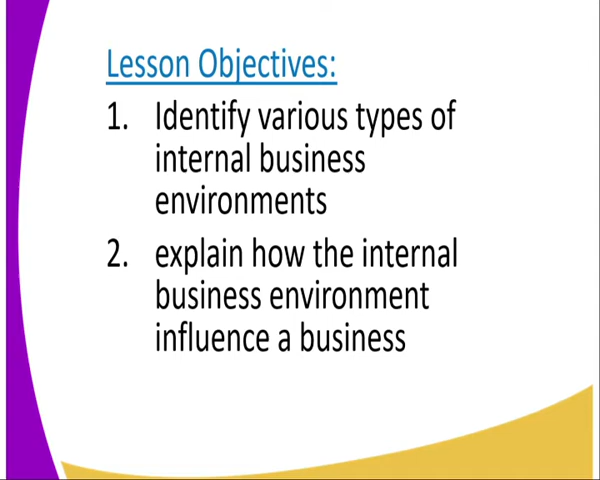 Lesson Objectives:
1. Identify various types of
internal business
environments
2. explain how the internal
business environment
influence a business